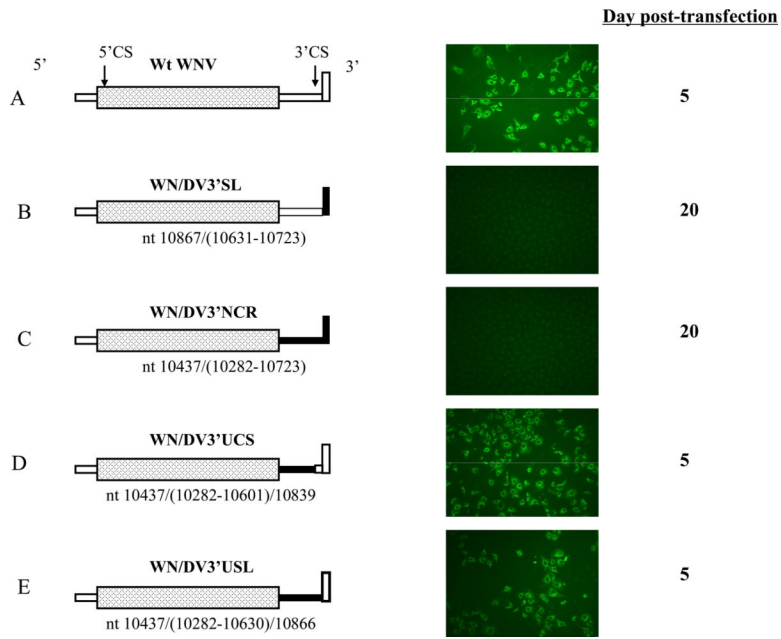 Day post-transfection
5'CS 3'CS
5' Wt WNV 3'
A 5
WN/DV3'SL
B 20
nt 10867/(10631-10723)
WN/DV3'NCR
C 20
nt 10437/(10282-10723)
WN/DV3'UCS
D 5
nt 10437/(10282-10601)/10839
WN/DV3'USL
E 5
nt 10437/(10282-10630)/10866